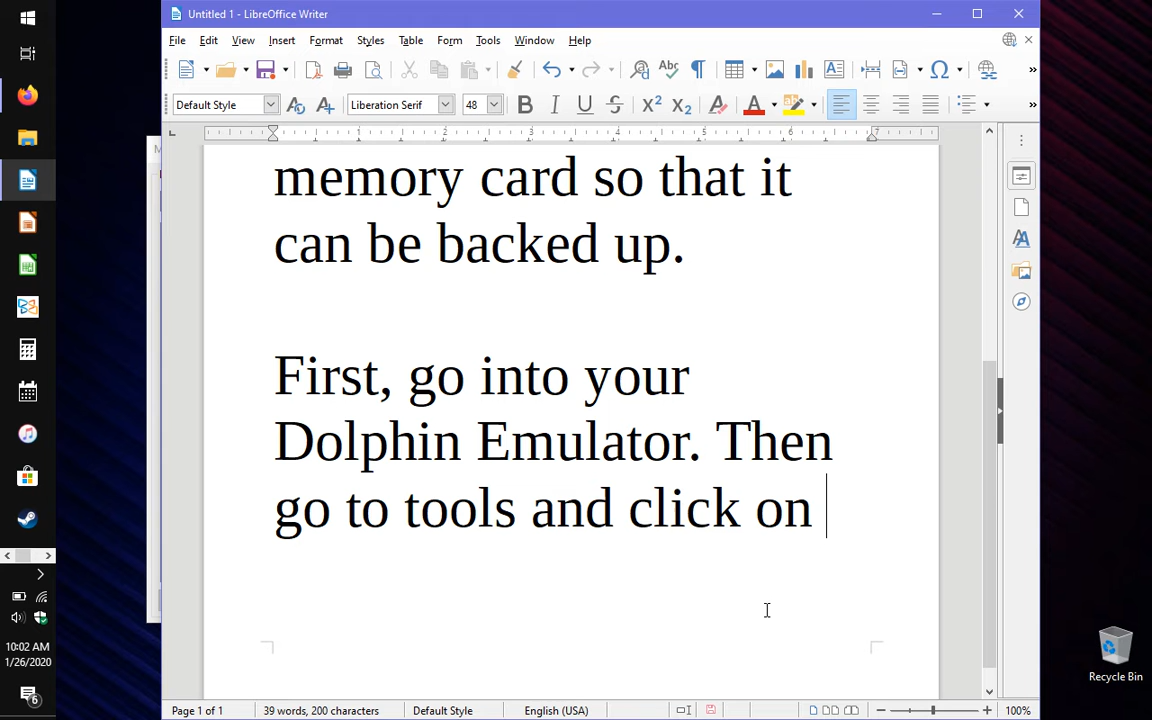 Untitled 1 - LibreOffice Writer
File Edit View Insert Format Styles Table Form Tools Window Help
Default Style Liberation Serif 48
memory card so that it
can be backed up.
First, go into your
Dolphin Emulator. Then
go to tools and click on
10:02 AM
1/26/2020
6
Recycle Bin
Page 1 of 1 39 words, 200 characters Default Style English (USA) 100%